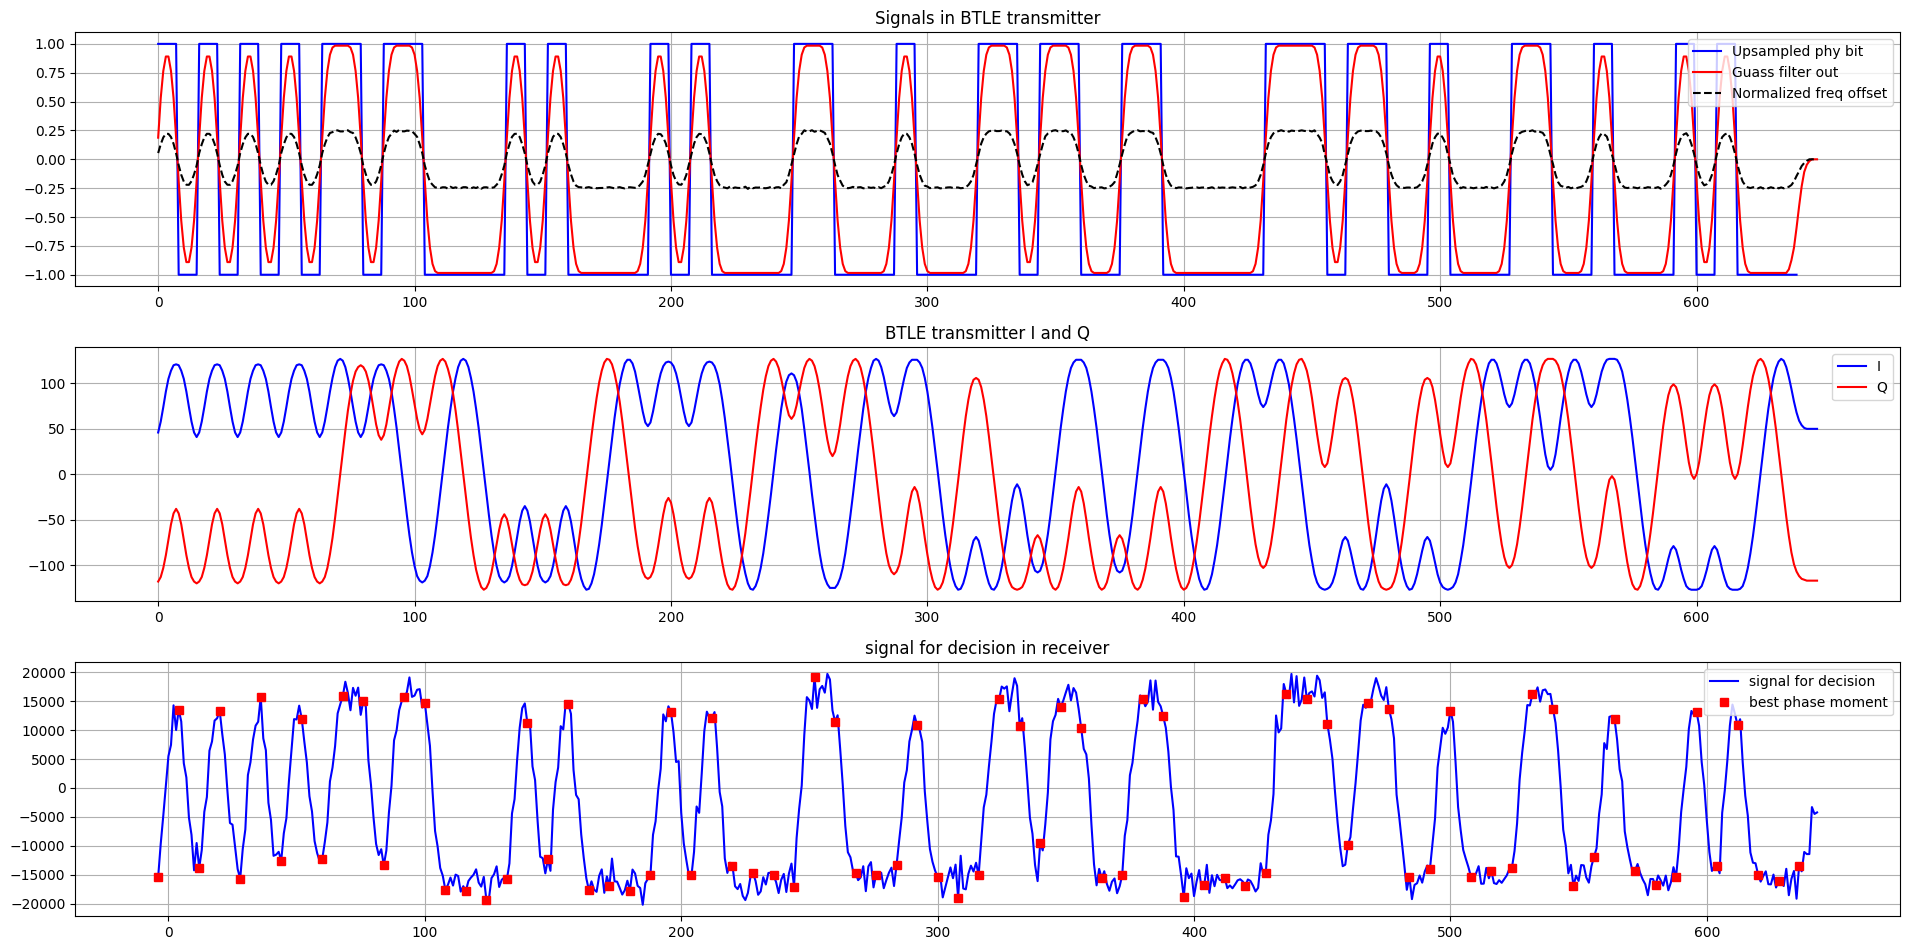 Signals in BTLE transmitter
Upsampled phy bit
Guass filter out
Normalized freq offset
1.00
0.75
0.50
0.25
0.00
−0.25
−0.50
−0.75
−1.00
0 100 200 300 400 500 600
BTLE transmitter I and Q
I
Q
100
50
0
−50
−100
0 100 200 300 400 500 600
signal for decision in receiver
signal for decision
best phase moment
20000
15000
10000
5000
0
−5000
−10000
−15000
−20000
0 100 200 300 400 500 600